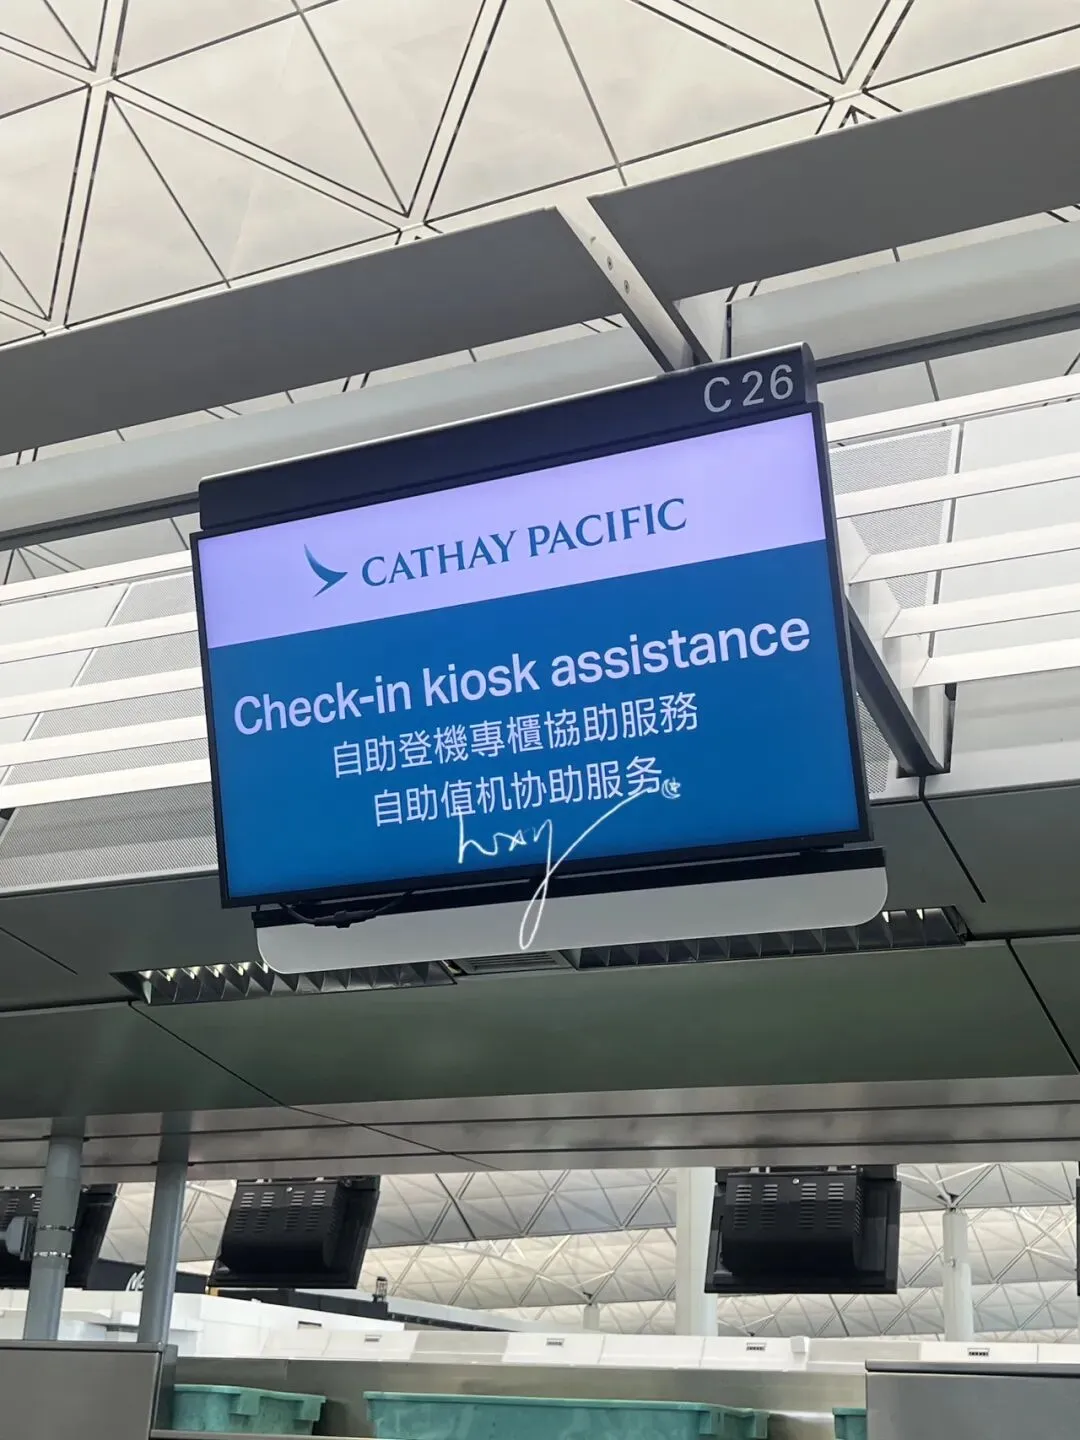 C 26
CATHAY PACIFIC
Check-in kiosk assistance
自助登機專櫃協助服務
自助值机协助服务